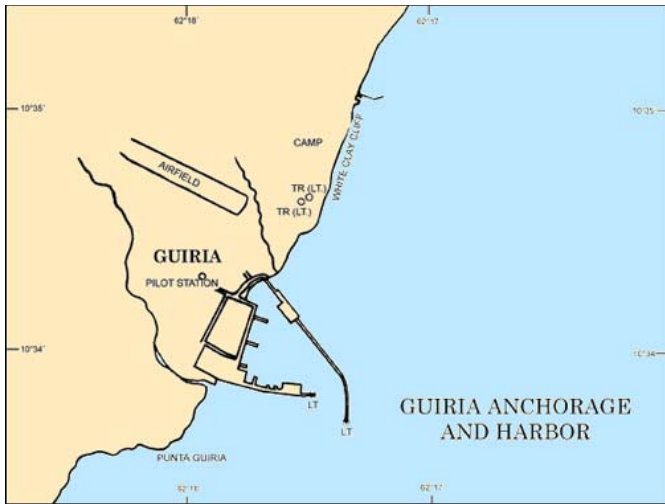 62°18' 62°17'
10°35' 10°35'
CAMP
WHITE CLAY CLIFF
AIRFIELD
TR (LT.)
TR (LT.)
GUIRIA
PILOT STATION
10°34' 10°34'
LT
LT
GUIRIA ANCHORAGE
AND HARBOR
PUNTA GUIRIA
62°18' 62°17'